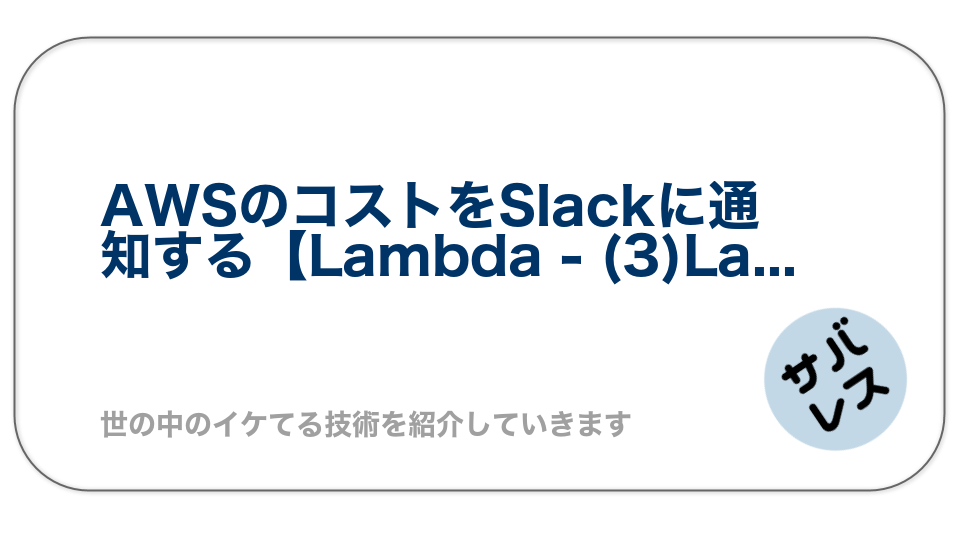 AWSのコストをSlackに通
知する【Lambda - (3)La...
世の中のイケてる技術を紹介していきます
サバ
レス